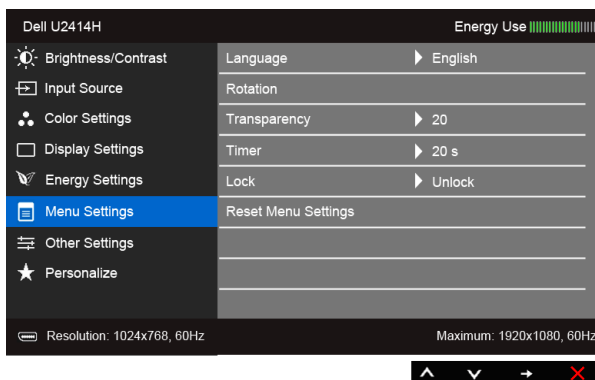 Dell U2414H Energy Use
Brightness/Contrast Language English
Input Source Rotation
Color Settings Transparency 20
Display Settings Timer 20 s
Energy Settings Lock Unlock
Menu Settings Reset Menu Settings
Other Settings
Personalize
Resolution: 1024x768, 60Hz Maximum: 1920x1080, 60Hz